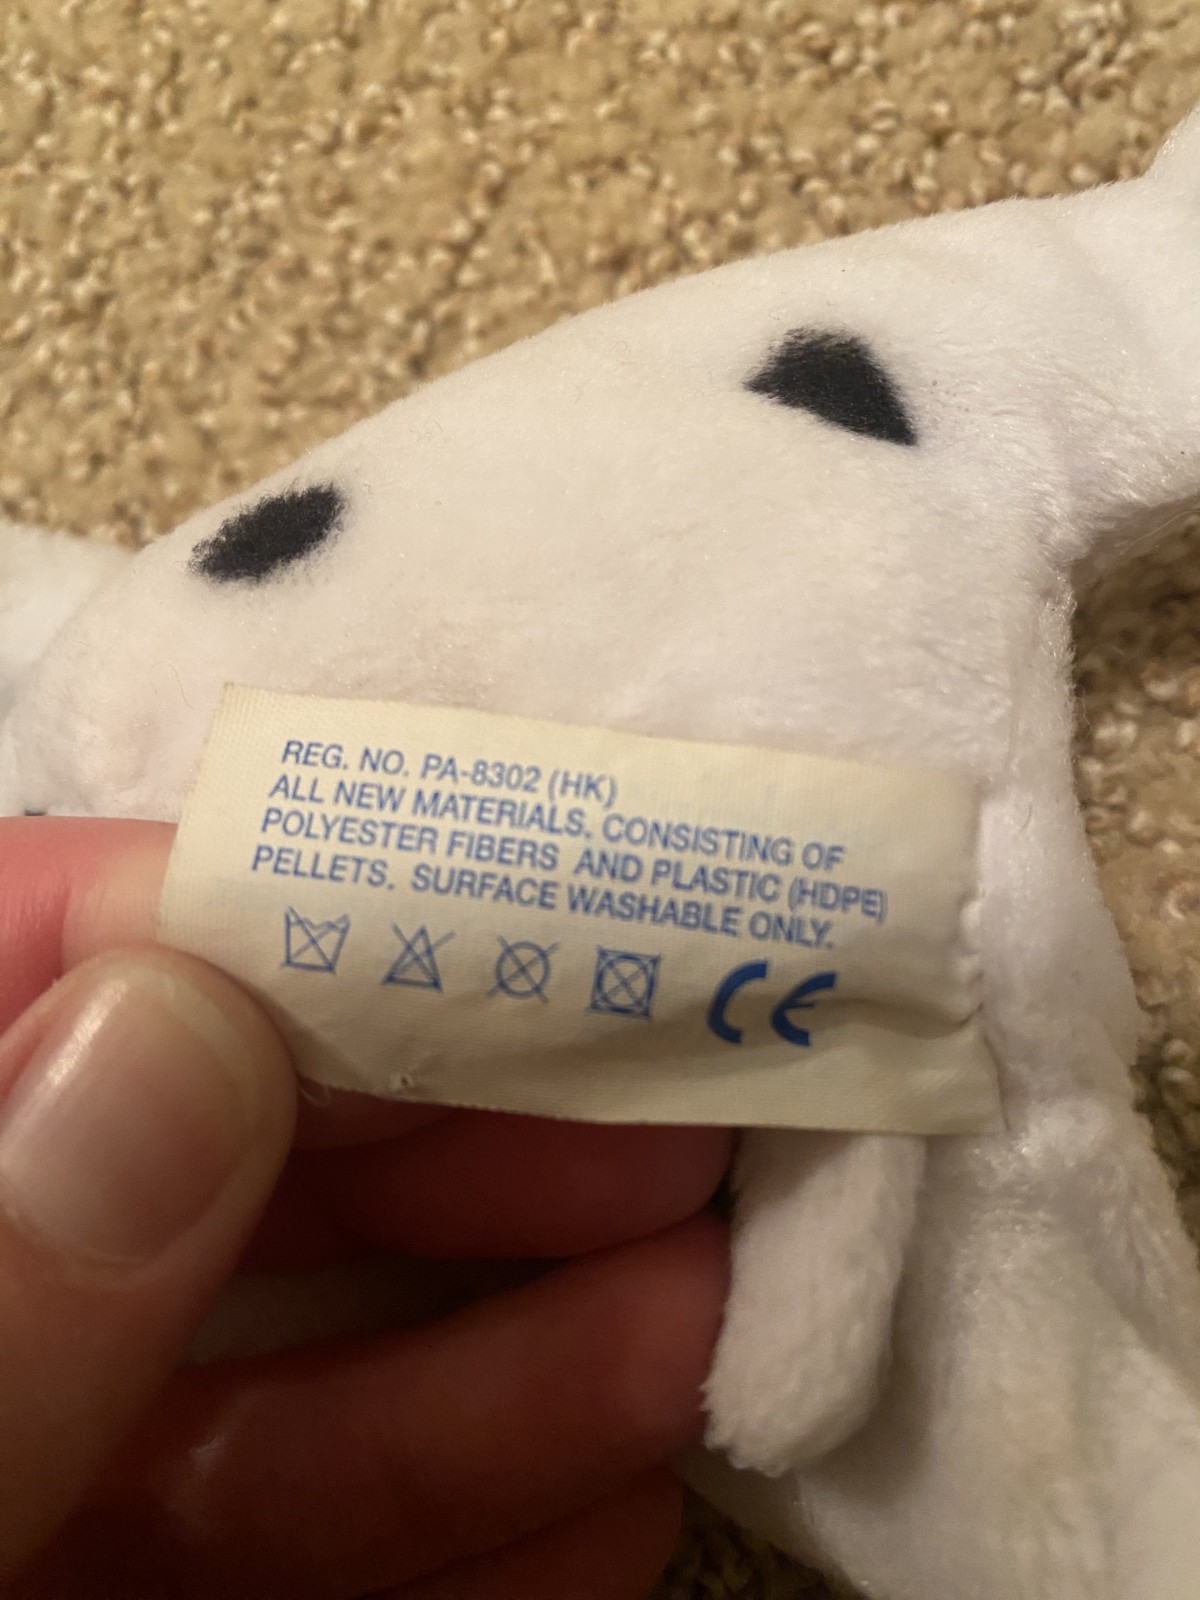 REG. NO. PA-8302 (HK)
ALL NEW MATERIALS. CONSISTING OF
POLYESTER FIBERS AND PLASTIC (HDPE)
PELLETS. SURFACE WASHABLE ONLY.
CE